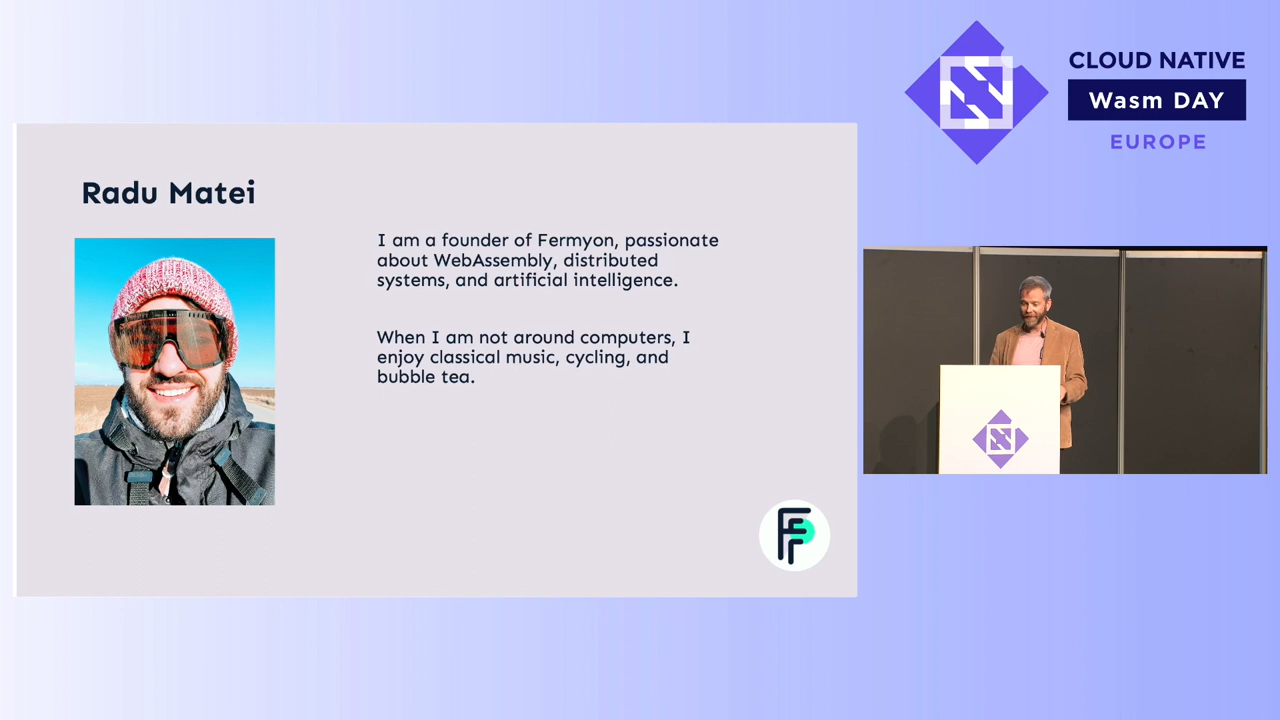 CLOUD NATIVE
Wasm DAY
EUROPE
Radu Matei
I am a founder of Fermyon, passionate
about WebAssembly, distributed
systems, and artificial intelligence.
When I am not around computers, I
enjoy classical music, cycling, and
bubble tea.